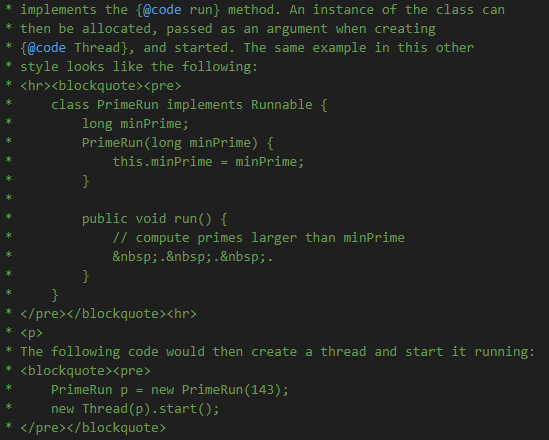 * implements the {@code run} method. An instance of the class can
* then be allocated, passed as an argument when creating
* {@code Thread}, and started. The same example in this other
* style looks like the following:
* <hr><blockquote><pre>
*     class PrimeRun implements Runnable {
*         long minPrime;
*         PrimeRun(long minPrime) {
*             this.minPrime = minPrime;
*         }
*
*         public void run() {
*             // compute primes larger than minPrime
*             &nbsp;.&nbsp;.&nbsp;.
*         }
*     }
* </pre></blockquote><hr>
* <p>
* The following code would then create a thread and start it running:
* <blockquote><pre>
*     PrimeRun p = new PrimeRun(143);
*     new Thread(p).start();
* </pre></blockquote>